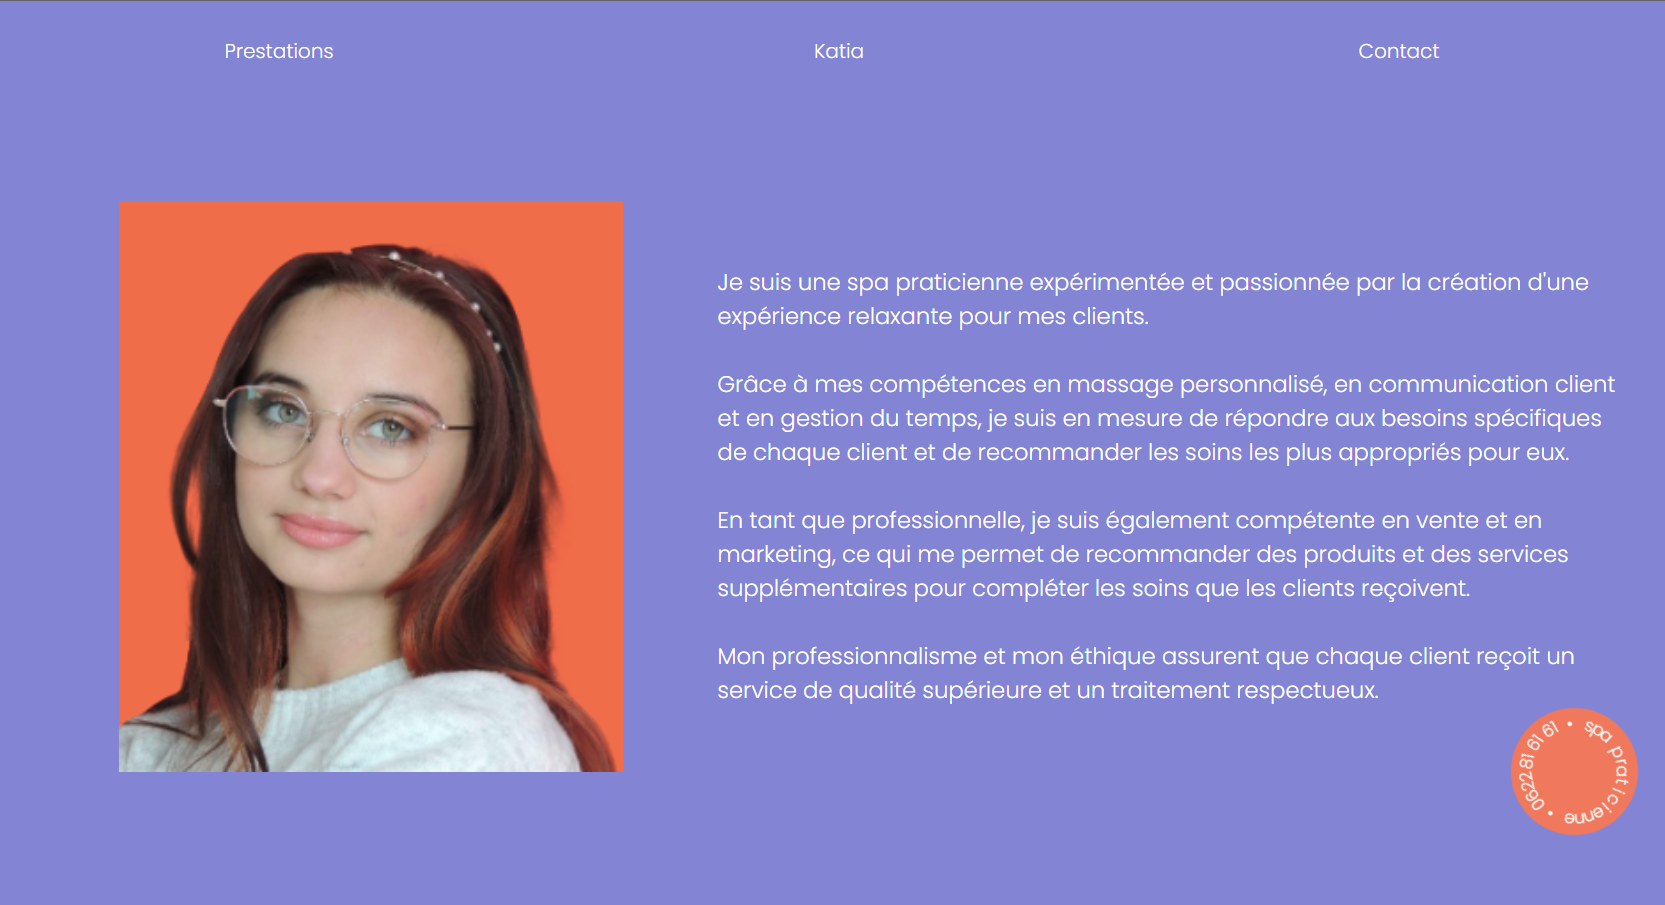 Prestations
Katia
Contact
Je suis une spa praticienne expérimentée et passionnée par la création d'une
expérience relaxante pour mes clients.
Grâce à mes compétences en massage personnalisé, en communication client
et en gestion du temps, je suis en mesure de répondre aux besoins spécifiques
de chaque client et de recommander les soins les plus appropriés pour eux.
En tant que professionnelle, je suis également compétente en vente et en
marketing, ce qui me permet de recommander des produits et des services
supplémentaires pour compléter les soins que les clients reçoivent.
Mon professionnalisme et mon éthique assurent que chaque client reçoit un
service de qualité supérieure et un traitement respectueux.
• spa praticienne • 0622 81 61 61